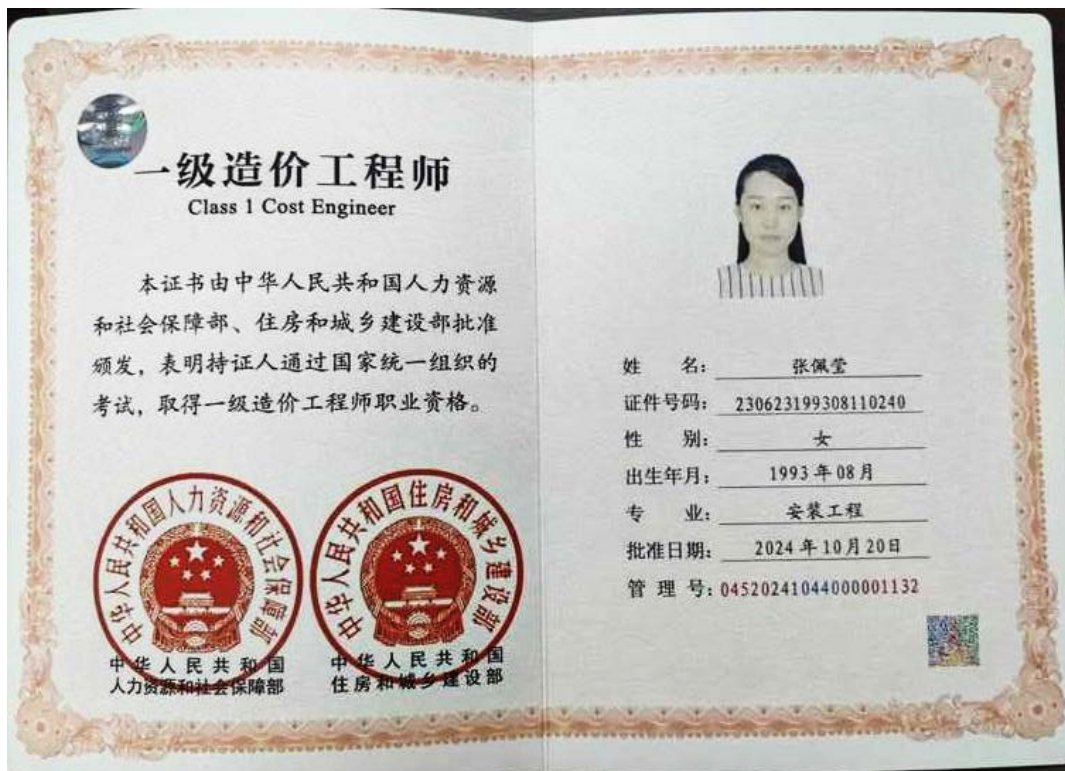 一级造价工程师
Class 1 Cost Engineer
本证书由中华人民共和国人力资源
和社会保障部、住房和城乡建设部批准
颁发，表明持证人通过国家统一组织的
考试，取得一级造价工程师职业资格。
中华人民共和国人力资源和社会保障部
中华人民共和国住房和城乡建设部
中华人民共和国
人力资源和社会保障部
中华人民共和国
住房和城乡建设部
姓 名：张佩莹
证件号码：230623199308110240
性 别：女
出生年月：1993年08月
专 业：安装工程
批准日期：2024年10月20日
管 理 号：04520241044000001132